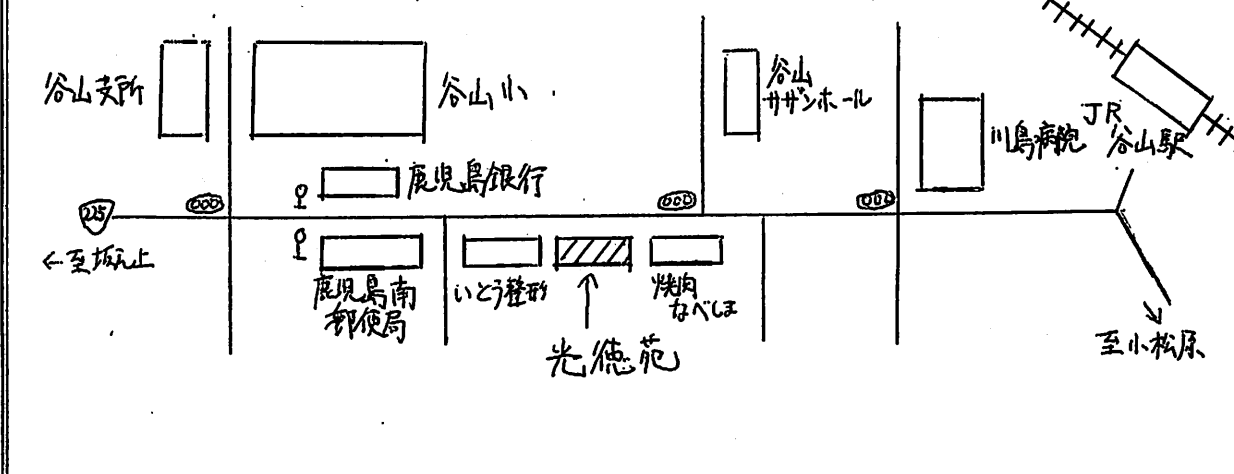 谷山支所
谷山小
谷山
サザンホール
川島病院
JR
谷山駅
鹿児島銀行
225
←至坂之上
鹿児島南
郵便局
いとう整形
焼肉
なべしま
光徳苑
至小松原